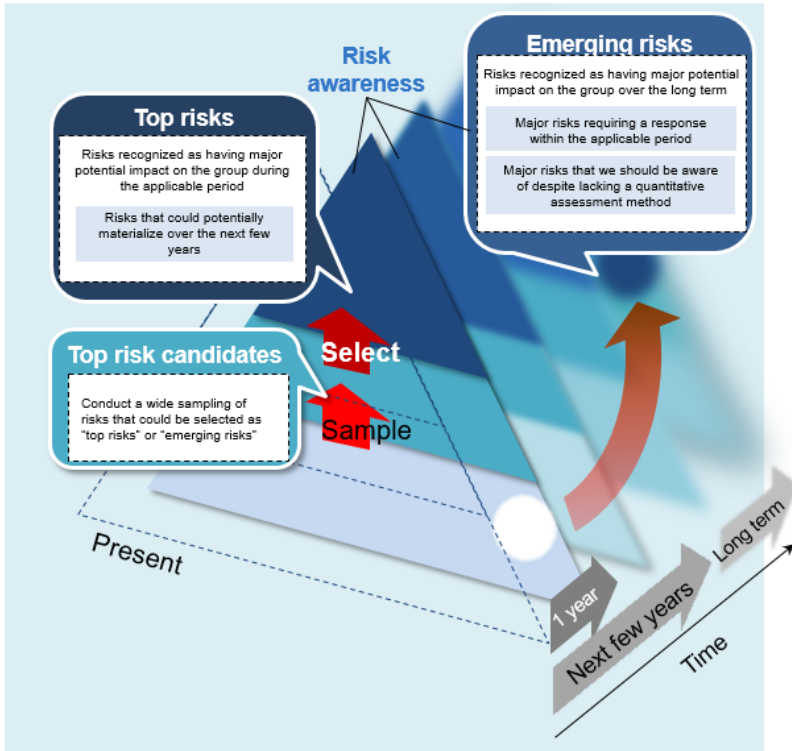 Risk
awareness
Emerging risks
Risks recognized as having major potential
impact on the group over the long term
Major risks requiring a response
within the applicable period
Major risks that we should be aware
of despite lacking a quantitative
assessment method
Top risks
Risks recognized as having major
potential impact on the group during
the applicable period
Risks that could potentially
materialize over the next few
years
Top risk candidates
Conduct a wide sampling of
risks that could be selected as
“top risks” or “emerging risks”
Select
Sample
Present
1 year
Next few years
Long term
Time